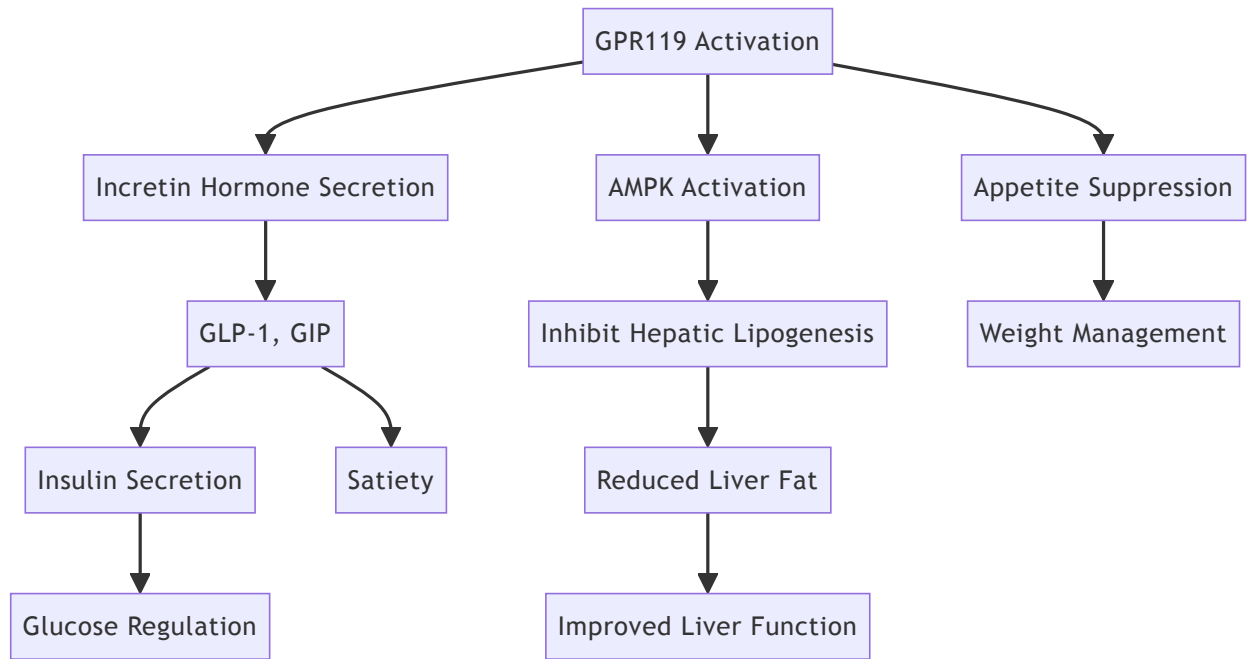 GPR119 Activation
Incretin Hormone Secretion
AMPK Activation
Appetite Suppression
GLP-1, GIP
Inhibit Hepatic Lipogenesis
Weight Management
Insulin Secretion
Satiety
Reduced Liver Fat
Glucose Regulation
Improved Liver Function